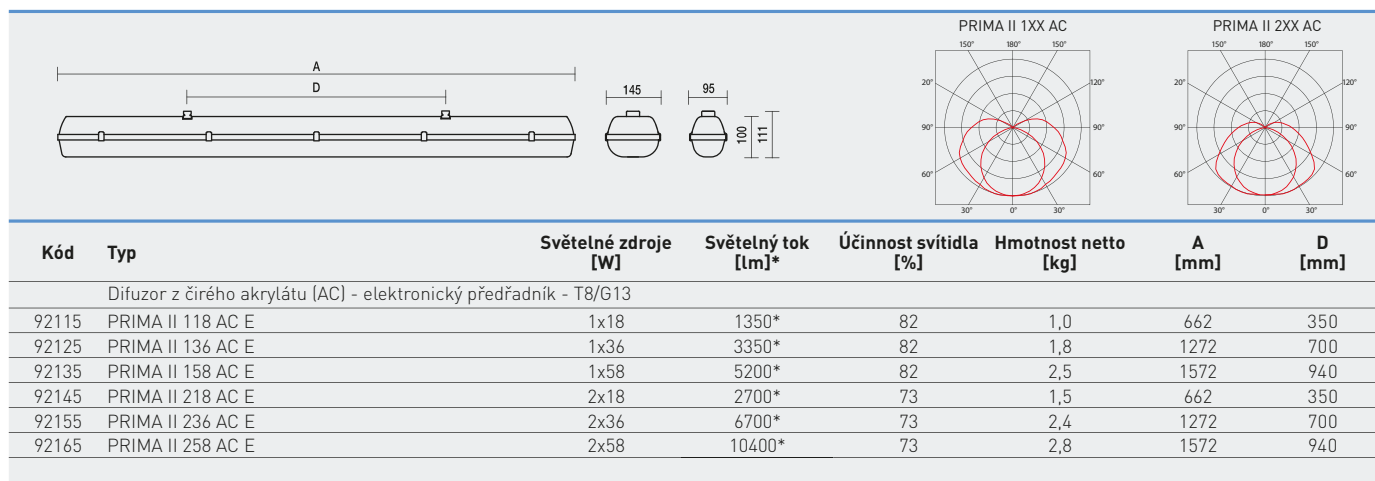 PRIMA II 1XX AC
PRIMA II 2XX AC
150° 180° 150°
150° 180° 150°
A
D
145
95
100
111
20° 120°
20° 120°
90° 90°
90° 90°
60° 60°
60° 60°
30° 0° 30°
30° 0° 30°
Kód Typ Světelné zdroje [W] Světelný tok [lm]* Účinnost svítidla [%] Hmotnost netto [kg] A [mm] D [mm]
Difuzor z čirého akrylátu (AC) - elektronický předřadník - T8/G13
92115 PRIMA II 118 AC E 1x18 1350* 82 1,0 662 350
92125 PRIMA II 136 AC E 1x36 3350* 82 1,8 1272 700
92135 PRIMA II 158 AC E 1x58 5200* 82 2,5 1572 940
92145 PRIMA II 218 AC E 2x18 2700* 73 1,5 662 350
92155 PRIMA II 236 AC E 2x36 6700* 73 2,4 1272 700
92165 PRIMA II 258 AC E 2x58 10400* 73 2,8 1572 940